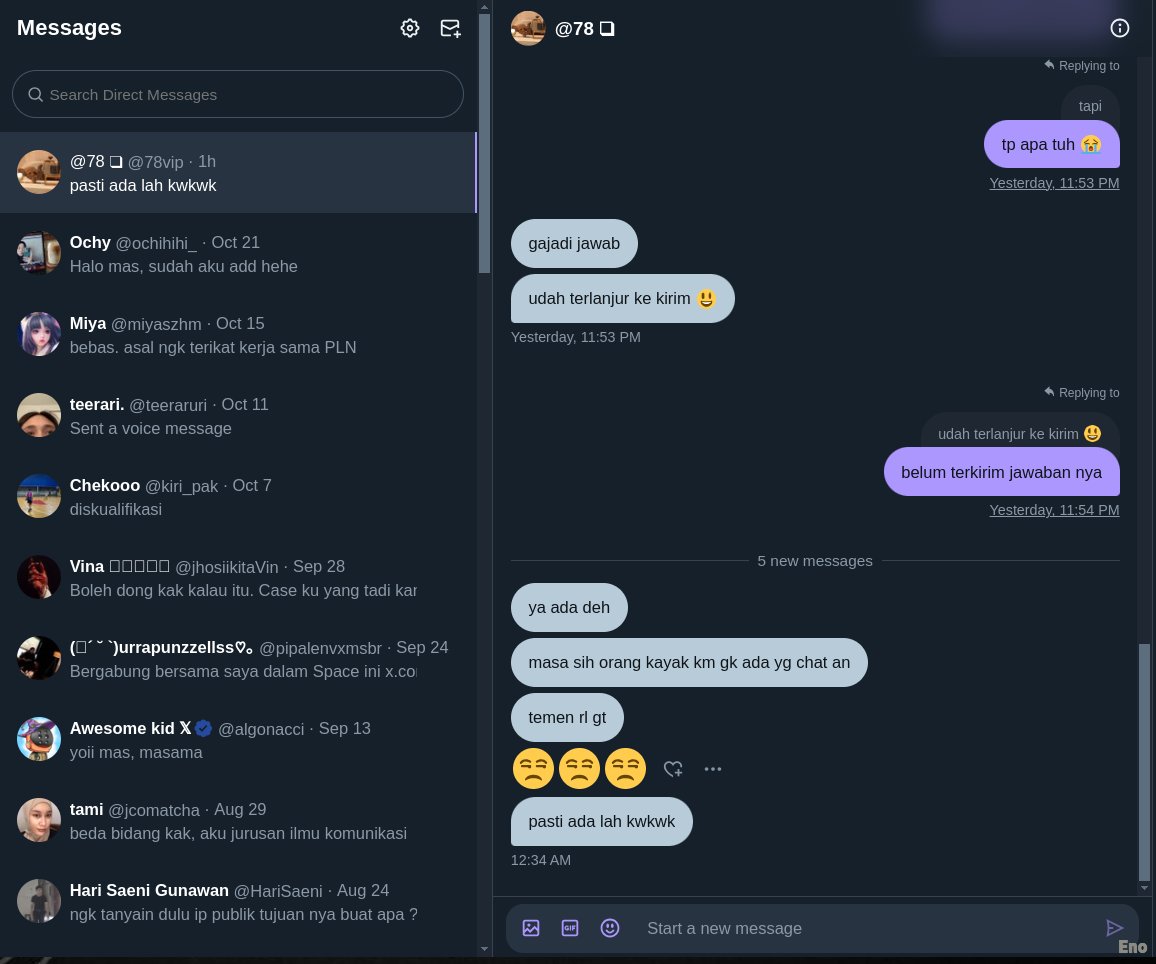 Messages
Search Direct Messages
@78 ❏ @78vip · 1h
pasti ada lah kwkwk
Ochy @ochihihi_ · Oct 21
Halo mas, sudah aku add hehe
Miya @miyaszhm · Oct 15
bebas. asal ngk terikat kerja sama PLN
teerari. @teeraruri · Oct 11
Sent a voice message
Chekooo @kiri_pak · Oct 7
diskualifikasi
Vina □□□□□ @jhosiikitaVin · Sep 28
Boleh dong kak kalau itu. Case ku yang tadi kar
(□´ ˘ `)urrapunzzellss♡。 @pipalenvxmsbr · Sep 24
Bergabung bersama saya dalam Space ini x.co
Awesome kid 𝕏 @algonacci · Sep 13
yoii mas, masama
tami @jcomatcha · Aug 29
beda bidang kak, aku jurusan ilmu komunikasi
Hari Saeni Gunawan @HariSaeni · Aug 24
ngk tanyain dulu ip publik tujuan nya buat apa ?
@78 ❏
Replying to
tapi
tp apa tuh 😭
Yesterday, 11:53 PM
gajadi jawab
udah terlanjur ke kirim 😃
Yesterday, 11:53 PM
Replying to
udah terlanjur ke kirim 😃
belum terkirim jawaban nya
Yesterday, 11:54 PM
5 new messages
ya ada deh
masa sih orang kayak km gk ada yg chat an
temen rl gt
😒😒😒
pasti ada lah kwkwk
12:34 AM
GIF
Start a new message
Eno